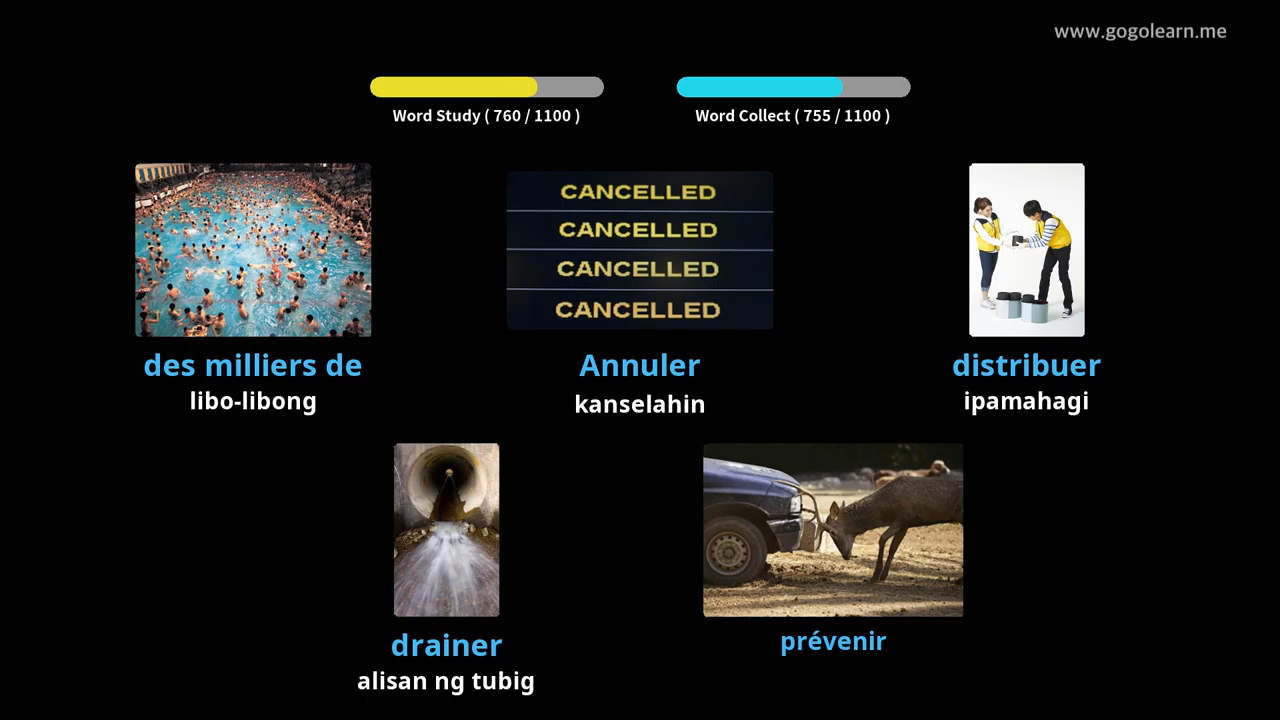 www.gogolearn.me
Word Study ( 760 / 1100 )
Word Collect ( 755 / 1100 )
CANCELLED
CANCELLED
CANCELLED
CANCELLED
des milliers de
libo-libong
Annuler
kanselahin
distribuer
ipamahagi
drainer
alisan ng tubig
prévenir